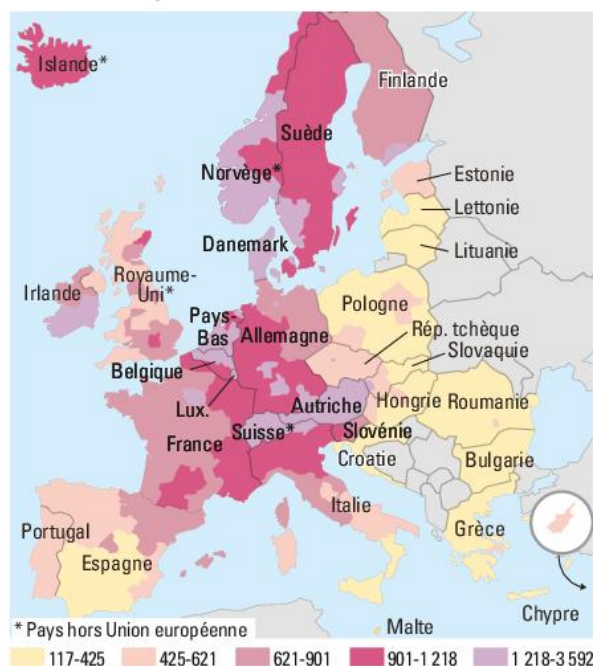 Islande*
Finlande
Suède
Norvège*
Estonie
Lettonie
Danemark
Lituanie
Irlande
Royaume-
Uni*
Pays-
Bas
Allemagne
Pologne
Rép. tchèque
Slovaquie
Belgique
Lux.
Autriche
Hongrie
Roumanie
France
Suisse*
Slovénie
Croatie
Bulgarie
Italie
Portugal
Espagne
Grèce
Chypre
Malte
* Pays hors Union européenne
117-425 425-621 621-901 901-1 218 1 218-3 592